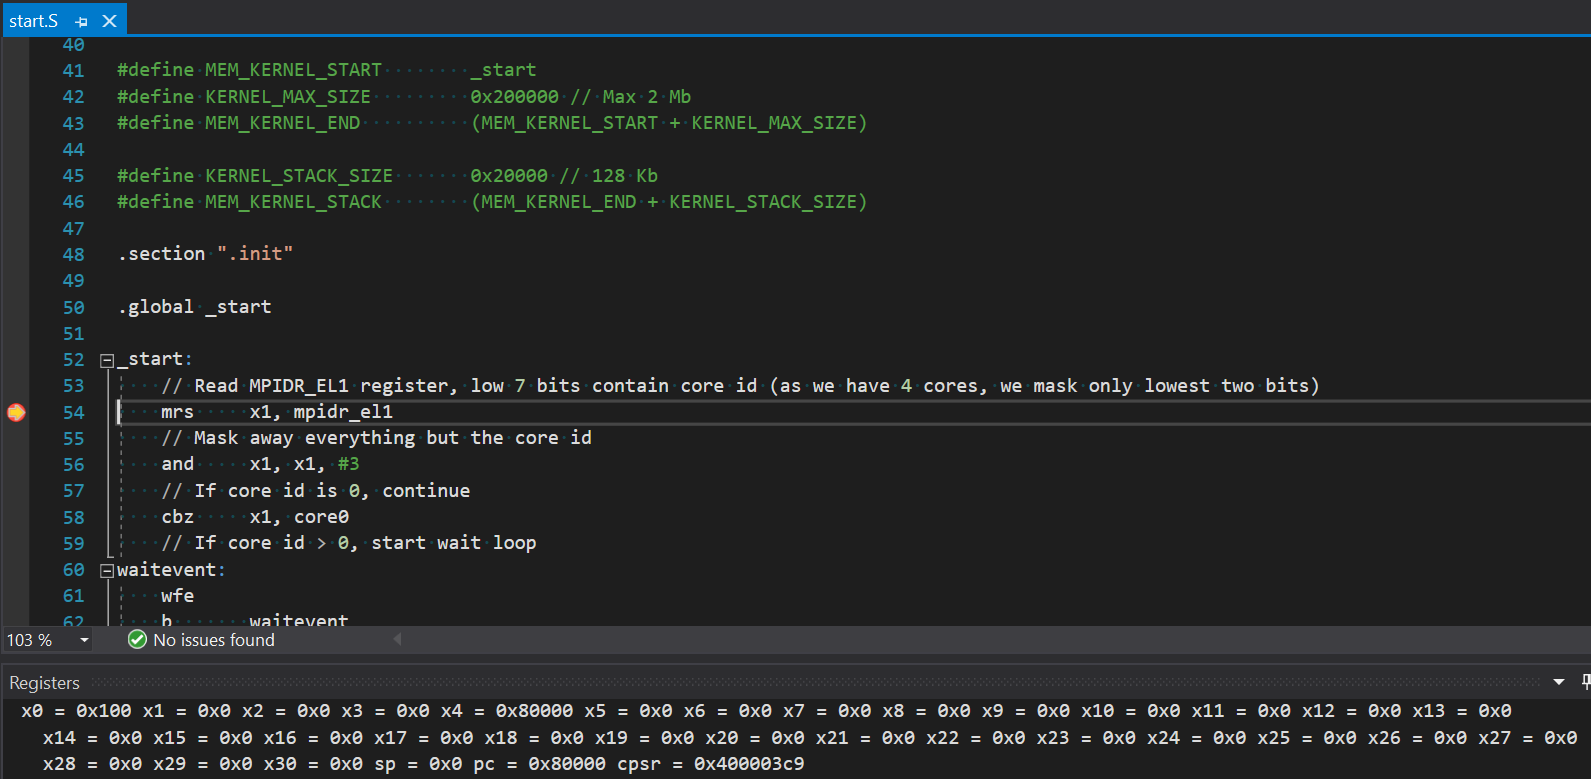 start.S
40
41 #define MEM_KERNEL_START _start
42 #define KERNEL_MAX_SIZE 0x200000 // Max 2 Mb
43 #define MEM_KERNEL_END (MEM_KERNEL_START + KERNEL_MAX_SIZE)
44
45 #define KERNEL_STACK_SIZE 0x20000 // 128 Kb
46 #define MEM_KERNEL_STACK (MEM_KERNEL_END + KERNEL_STACK_SIZE)
47
48 .section ".init"
49
50 .global _start
51
52 _start:
53 // Read MPIDR_EL1 register, low 7 bits contain core id (as we have 4 cores, we mask only lowest two bits)
54 mrs x1, mpidr_el1
55 // Mask away everything but the core id
56 and x1, x1, #3
57 // If core id is 0, continue
58 cbz x1, core0
59 // If core id > 0, start wait loop
60 waitevent:
61 wfe
62 b waitevent
103 % No issues found
Registers
x0 = 0x100 x1 = 0x0 x2 = 0x0 x3 = 0x0 x4 = 0x80000 x5 = 0x0 x6 = 0x0 x7 = 0x0 x8 = 0x0 x9 = 0x0 x10 = 0x0 x11 = 0x0 x12 = 0x0 x13 = 0x0
x14 = 0x0 x15 = 0x0 x16 = 0x0 x17 = 0x0 x18 = 0x0 x19 = 0x0 x20 = 0x0 x21 = 0x0 x22 = 0x0 x23 = 0x0 x24 = 0x0 x25 = 0x0 x26 = 0x0 x27 = 0x0
x28 = 0x0 x29 = 0x0 x30 = 0x0 sp = 0x0 pc = 0x80000 cpsr = 0x400003c9